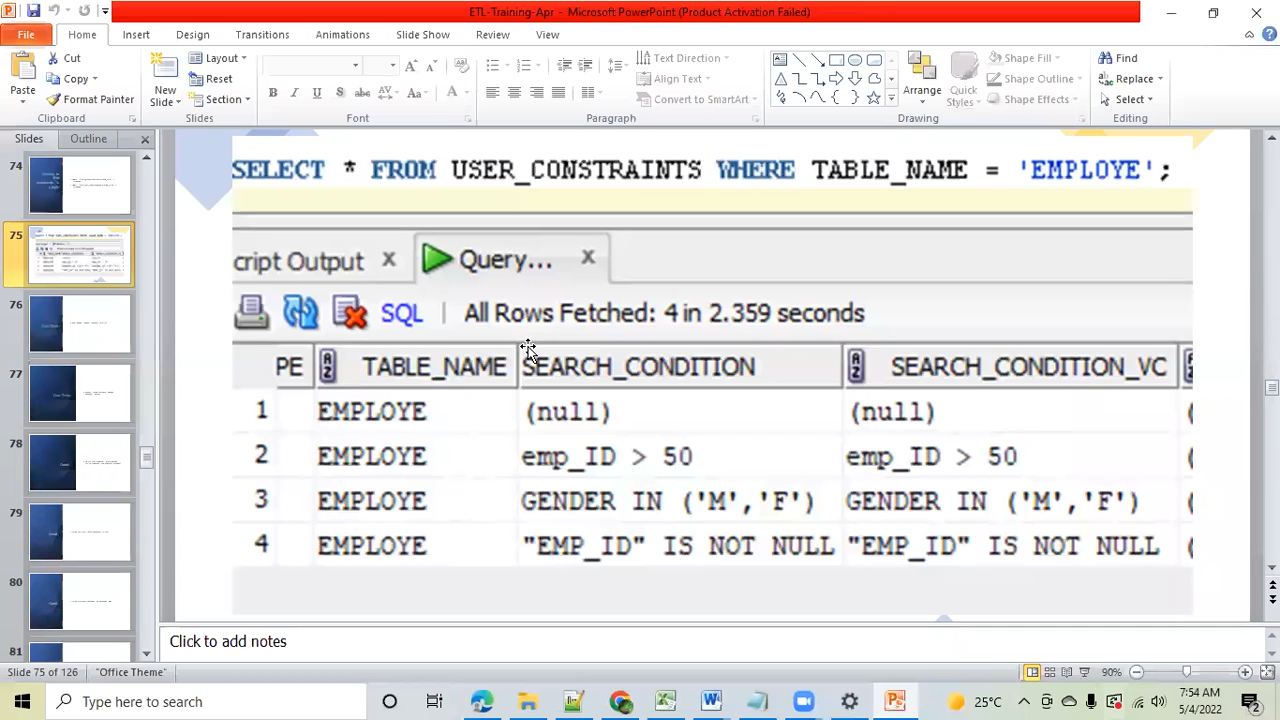 ETL-Training-Apr - Microsoft PowerPoint (Product Activation Failed)
File Home Insert Design Transitions Animations Slide Show Review View
Paste Cut Copy Format Painter Clipboard
New Slide Layout Reset Section Slides
B I U S abc AV Aa A Font
Text Direction Align Text Convert to SmartArt Paragraph
Arrange Quick Styles Shape Fill Shape Outline Shape Effects Drawing
Find Replace Select Editing
Slides Outline
74
75
76
77
78
79
80
81
SELECT * FROM USER_CONSTRAINTS WHERE TABLE_NAME = 'EMPLOYE';
cript Output x Query... x
SQL | All Rows Fetched: 4 in 2.359 seconds
PE TABLE_NAME SEARCH_CONDITION SEARCH_CONDITION_VC
1 EMPLOYE (null) (null)
2 EMPLOYE emp_ID > 50 emp_ID > 50
3 EMPLOYE GENDER IN ('M','F') GENDER IN ('M','F')
4 EMPLOYE "EMP_ID" IS NOT NULL "EMP_ID" IS NOT NULL
Click to add notes
Slide 75 of 126 "Office Theme" 90%
Type here to search 25°C 7:54 AM
5/4/2022 2